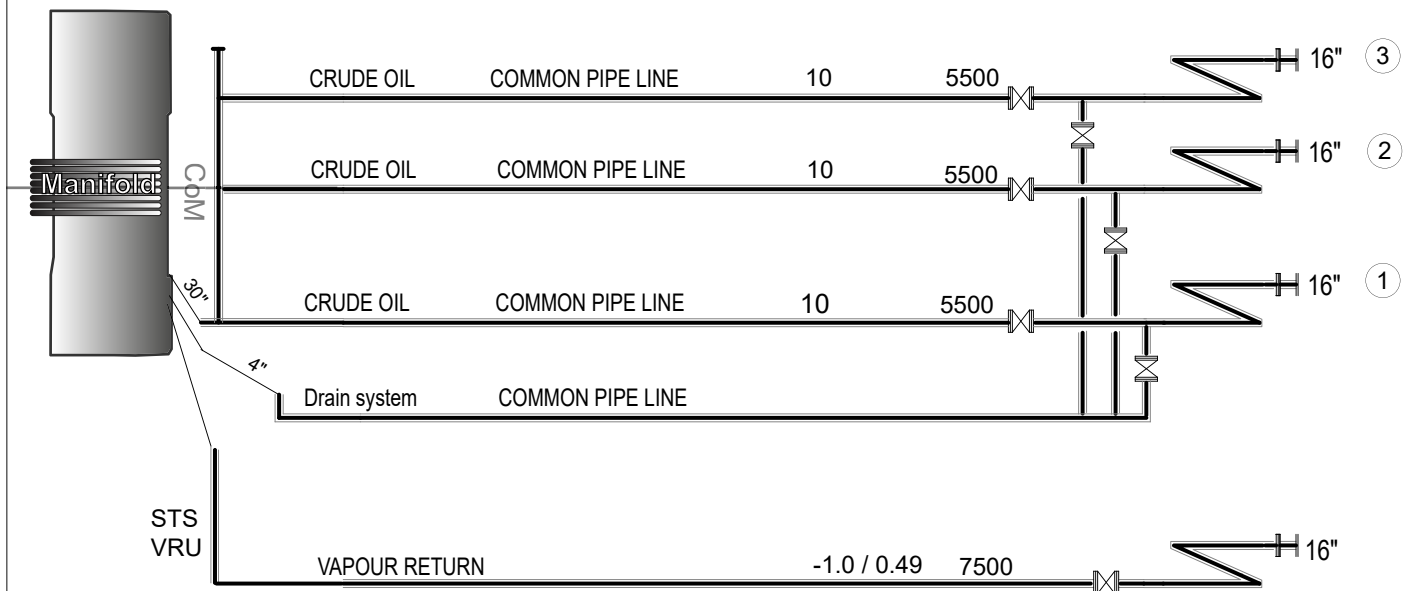 16" 3
CRUDE OIL COMMON PIPE LINE 10 5500
16" 2
CRUDE OIL COMMON PIPE LINE 10 5500
Manifold
CoM
16" 1
30"
CRUDE OIL COMMON PIPE LINE 10 5500
4"
Drain system COMMON PIPE LINE
STS
VRU
16"
VAPOUR RETURN -1.0 / 0.49 7500